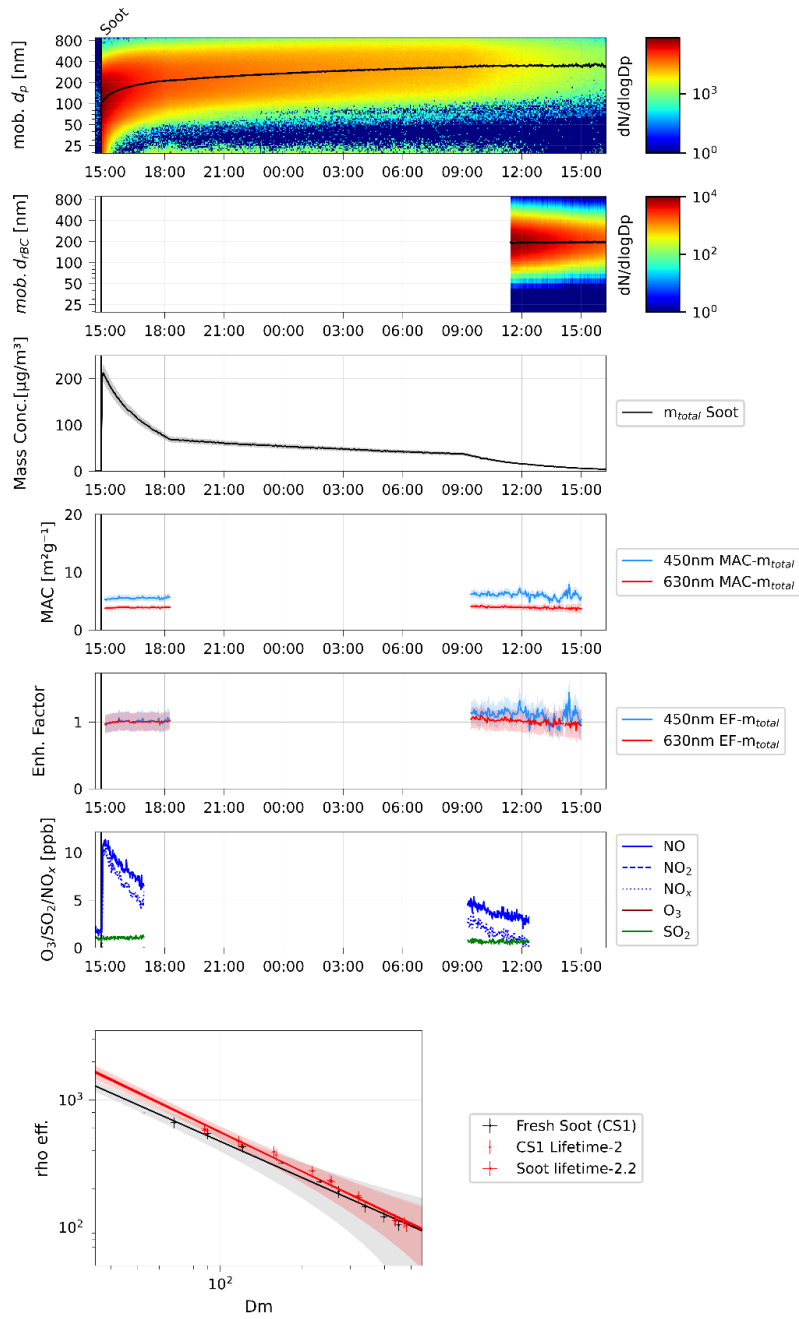 Soot
mob. dₚ [nm]
800
400
200
100
50
25
15:00 18:00 21:00 00:00 03:00 06:00 09:00 12:00 15:00
dN/dlogDp
10³
10⁰
mob. d_rBC [nm]
800
400
200
100
50
25
15:00 18:00 21:00 00:00 03:00 06:00 09:00 12:00 15:00
dN/dlogDp
10⁴
10²
10⁰
Mass Conc.[µg/m³]
200
100
0
15:00 18:00 21:00 00:00 03:00 06:00 09:00 12:00 15:00
m_total Soot
MAC [m²g⁻¹]
20
10
0
15:00 18:00 21:00 00:00 03:00 06:00 09:00 12:00 15:00
450nm MAC-m_total
630nm MAC-m_total
Enh. Factor
1
0
15:00 18:00 21:00 00:00 03:00 06:00 09:00 12:00 15:00
450nm EF-m_total
630nm EF-m_total
O₃/SO₂/NOₓ [ppb]
10
5
0
15:00 18:00 21:00 00:00 03:00 06:00 09:00 12:00 15:00
NO
NO₂
NOₓ
O₃
SO₂
rho eff.
10³
10²
10²
Dm
Fresh Soot (CS1)
CS1 Lifetime-2
Soot lifetime-2.2